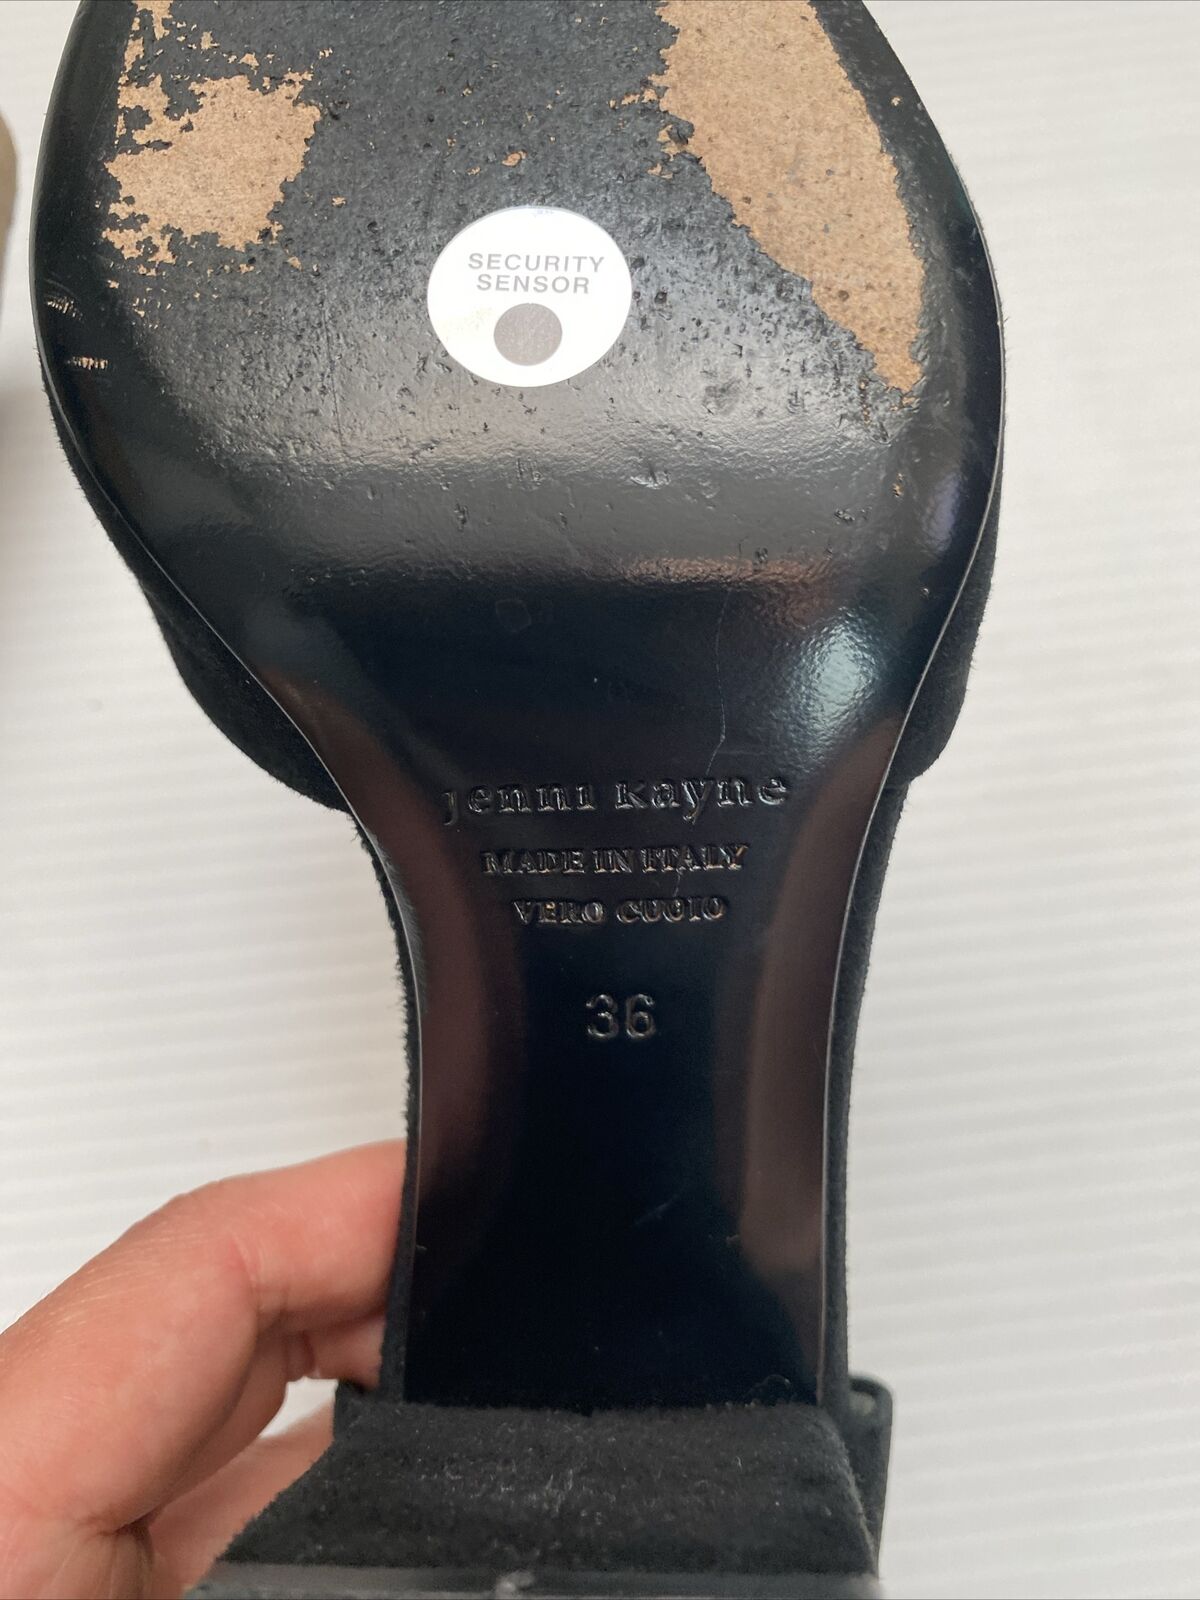 SECURITY
SENSOR
jenni kayne
MADE IN ITALY
VERO CUOIO
36